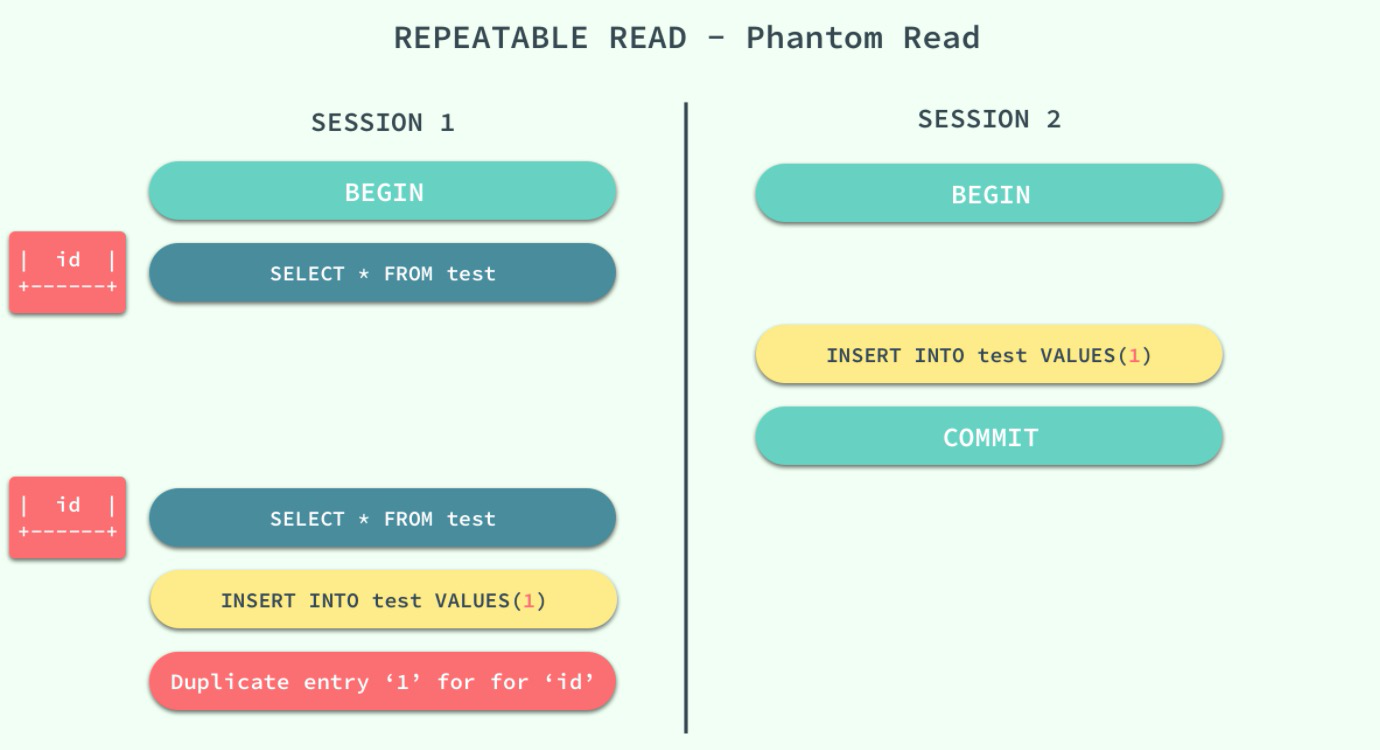 REPEATABLE READ - Phantom Read
SESSION 1
BEGIN
|  id  |
+------+
SELECT * FROM test
|  id  |
+------+
SELECT * FROM test
INSERT INTO test VALUES(1)
Duplicate entry ‘1’ for for ‘id’
SESSION 2
BEGIN
INSERT INTO test VALUES(1)
COMMIT